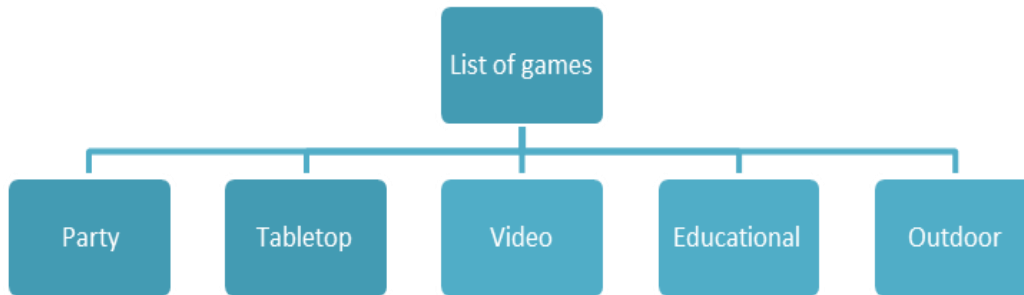 List of games
Party
Tabletop
Video
Educational
Outdoor